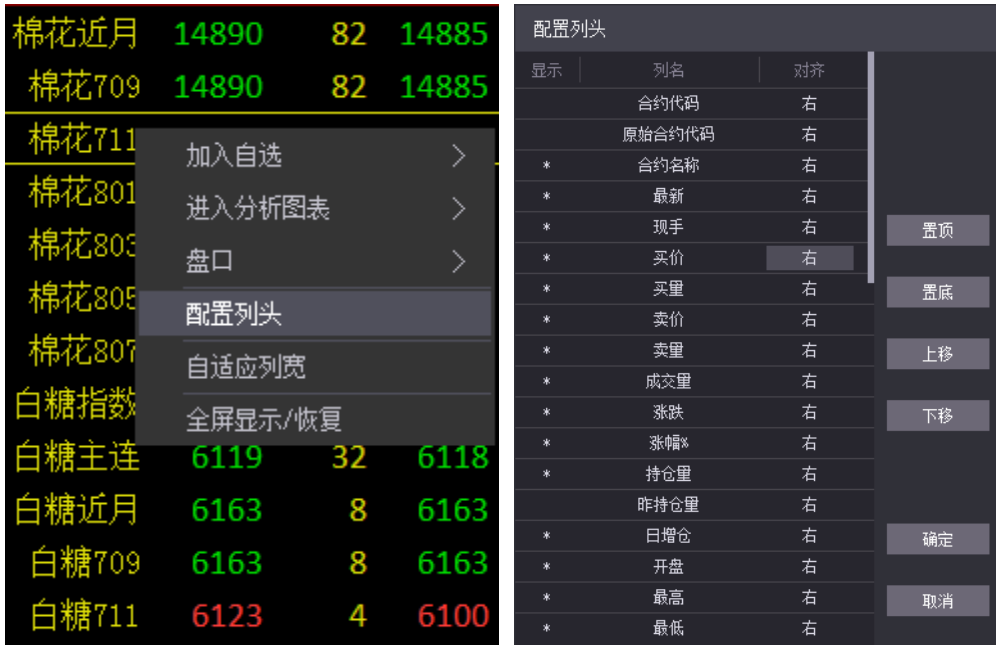 棉花近月 14890 82 14885
棉花709 14890 82 14885
棉花711
棉花801
棉花803
棉花805
棉花807
白糖指数
白糖主连 6119 32 6118
白糖近月 6163 8 6163
白糖709 6163 8 6163
白糖711 6123 4 6100
加入自选
进入分析图表
盘口
配置列头
自适应列宽
全屏显示/恢复
配置列头
显示 列名 对齐
合约代码 右
原始合约代码 右
* 合约名称 右
* 最新 右
* 现手 右
* 买价 右
* 买量 右
* 卖价 右
* 卖量 右
* 成交量 右
* 涨跌 右
* 涨幅% 右
* 持仓量 右
昨持仓量 右
* 日增仓 右
* 开盘 右
* 最高 右
* 最低 右
置顶
置底
上移
下移
确定
取消